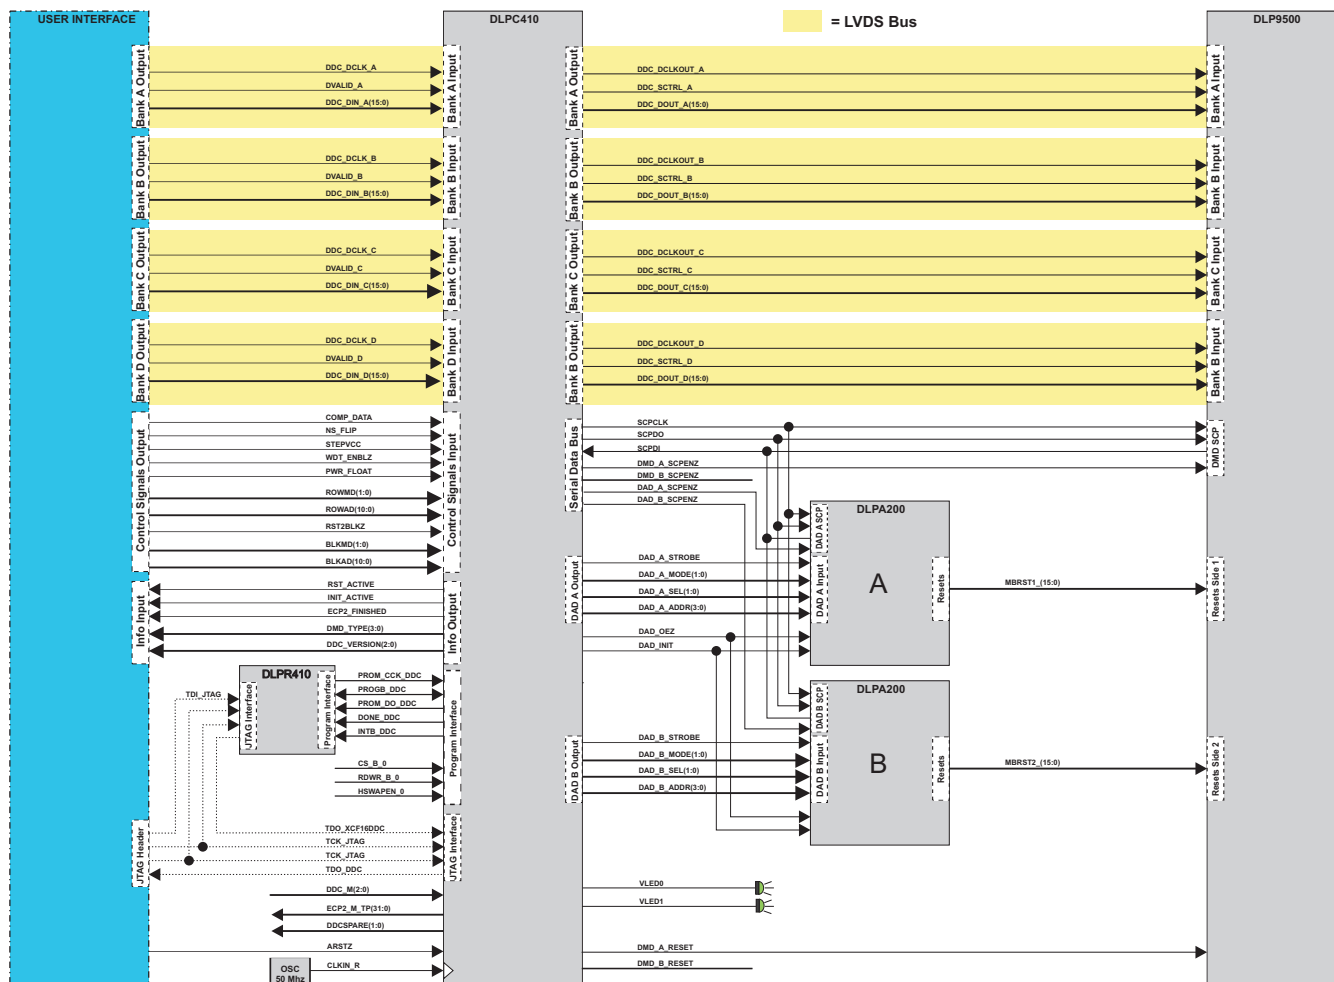 USER INTERFACE
DLPC410
= LVDS Bus
DLP9500
Bank A Output
DDC_DCLK_A
DVALID_A
DDC_DIN_A(15:0)
Bank A Input
Bank A Output
DDC_DCLKOUT_A
DDC_SCTRL_A
DDC_DOUT_A(15:0)
Bank A Input
Bank B Output
DDC_DCLK_B
DVALID_B
DDC_DIN_B(15:0)
Bank B Input
Bank B Output
DDC_DCLKOUT_B
DDC_SCTRL_B
DDC_DOUT_B(15:0)
Bank B Input
Bank C Output
DDC_DCLK_C
DVALID_C
DDC_DIN_C(15:0)
Bank C Input
Bank C Output
DDC_DCLKOUT_C
DDC_SCTRL_C
DDC_DOUT_C(15:0)
Bank C Input
Bank D Output
DDC_DCLK_D
DVALID_D
DDC_DIN_D(15:0)
Bank D Input
Bank B Output
DDC_DCLKOUT_D
DDC_SCTRL_D
DDC_DOUT_D(15:0)
Bank B Input
Control Signals Output
COMP_DATA
NS_FLIP
STEPVCC
WDT_ENBLZ
PWR_FLOAT
ROWMD(1:0)
ROWAD(10:0)
RST2BLKZ
BLKMD(1:0)
BLKAD(10:0)
Control Signals Input
Serial Data Bus
SCPCLK
SCPDO
SCPDI
DMD_A_SCPENZ
DMD_B_SCPENZ
DAD_A_SCPENZ
DAD_B_SCPENZ
DMD SCP
DLPA200
DAD A SCP
A
DAD A Output
DAD_A_STROBE
DAD_A_MODE(1:0)
DAD_A_SEL(1:0)
DAD_A_ADDR(3:0)
DAD A Input
Resets
MBRST1_(15:0)
Resets Side 1
DAD_OEZ
DAD_INIT
Info Input
RST_ACTIVE
INIT_ACTIVE
ECP2_FINISHED
DMD_TYPE(3:0)
DDC_VERSION(2:0)
Info Output
DLPR410
TDI_JTAG
JTAG Interface
Program Interface
PROM_CCK_DDC
PROGB_DDC
PROM_DO_DDC
DONE_DDC
INTB_DDC
CS_B_0
RDWR_B_0
HSWAPEN_0
Program Interface
DLPA200
DAD B SCP
B
DAD B Output
DAD_B_STROBE
DAD_B_MODE(1:0)
DAD_B_SEL(1:0)
DAD_B_ADDR(3:0)
DAD B Input
Resets
MBRST2_(15:0)
Resets Side 2
JTAG Header
TDO_XCF16DDC
TCK_JTAG
TCK_JTAG
TDO_DDC
JTAG Interface
DDC_M(2:0)
ECP2_M_TP(31:0)
DDCSPARE(1:0)
VLED0
VLED1
ARSTZ
DMD_A_RESET
OSC
50 Mhz
CLKIN_R
DMD_B_RESET